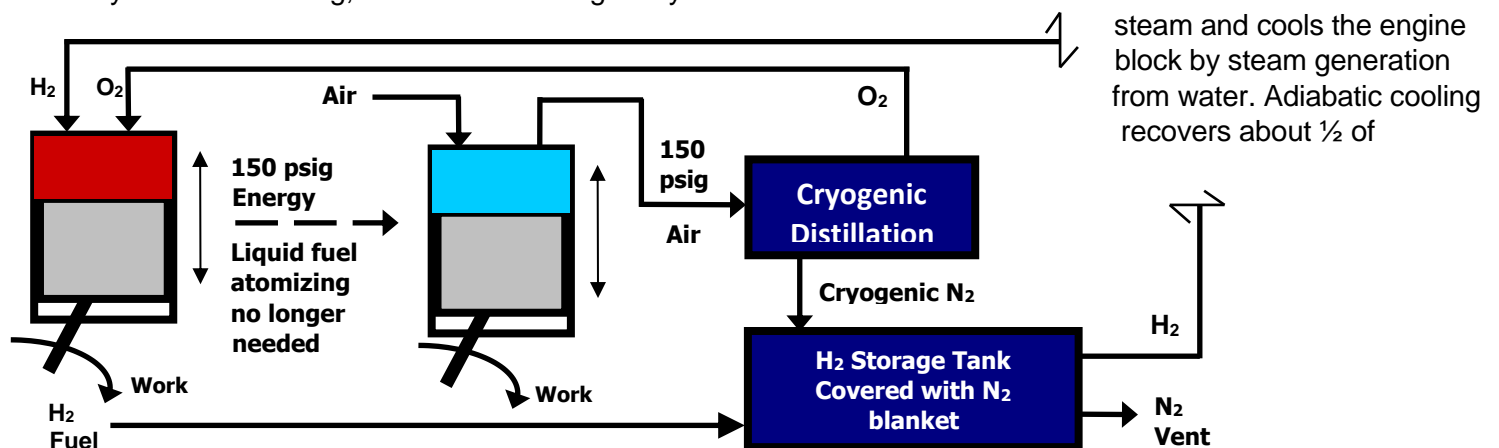 steam and cools the engine
block by steam generation
from water. Adiabatic cooling
recovers about ½ of
H₂
O₂
Air
O₂
150 psig
Energy
Liquid fuel
atomizing
no longer
needed
150
psig
Air
Cryogenic
Distillation
Cryogenic N₂
H₂
H₂ Storage Tank
Covered with N₂
blanket
Work
Work
H₂
Fuel
N₂
Vent